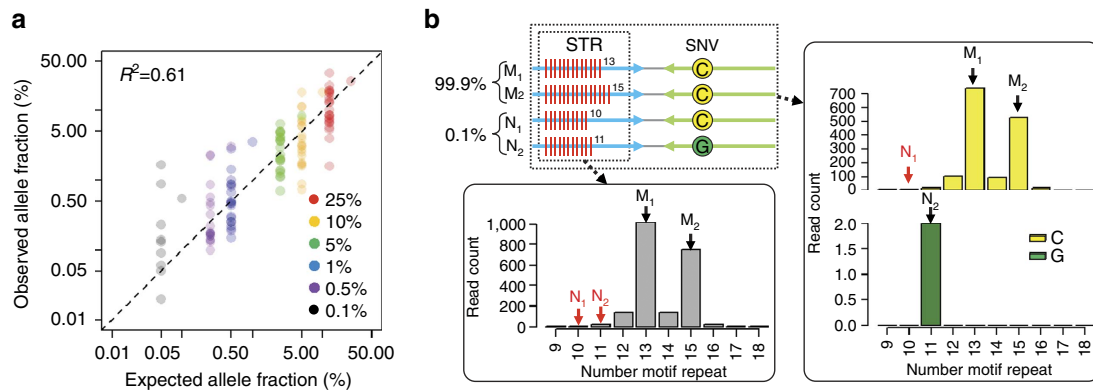 a
Observed allele fraction (%)
50.00
5.00
0.50
0.05
0.01
R²=0.61
25%
10%
5%
1%
0.5%
0.1%
0.01 0.05 0.50 5.00 50.00
Expected allele fraction (%)
b
STR SNV
99.9%
0.1%
M1 13 C
M2 15 C
N1 10 C
N2 11 G
Read count
1,000
800
600
400
200
0
M1
M2
N1
N2
9 10 11 12 13 14 15 16 17 18
Number motif repeat
Read count
700
600
500
400
300
200
100
0
M1
M2
N1
N2
2.0
1.5
1.0
0.5
0.0
C
G
9 10 11 12 13 14 15 16 17 18
Number motif repeat